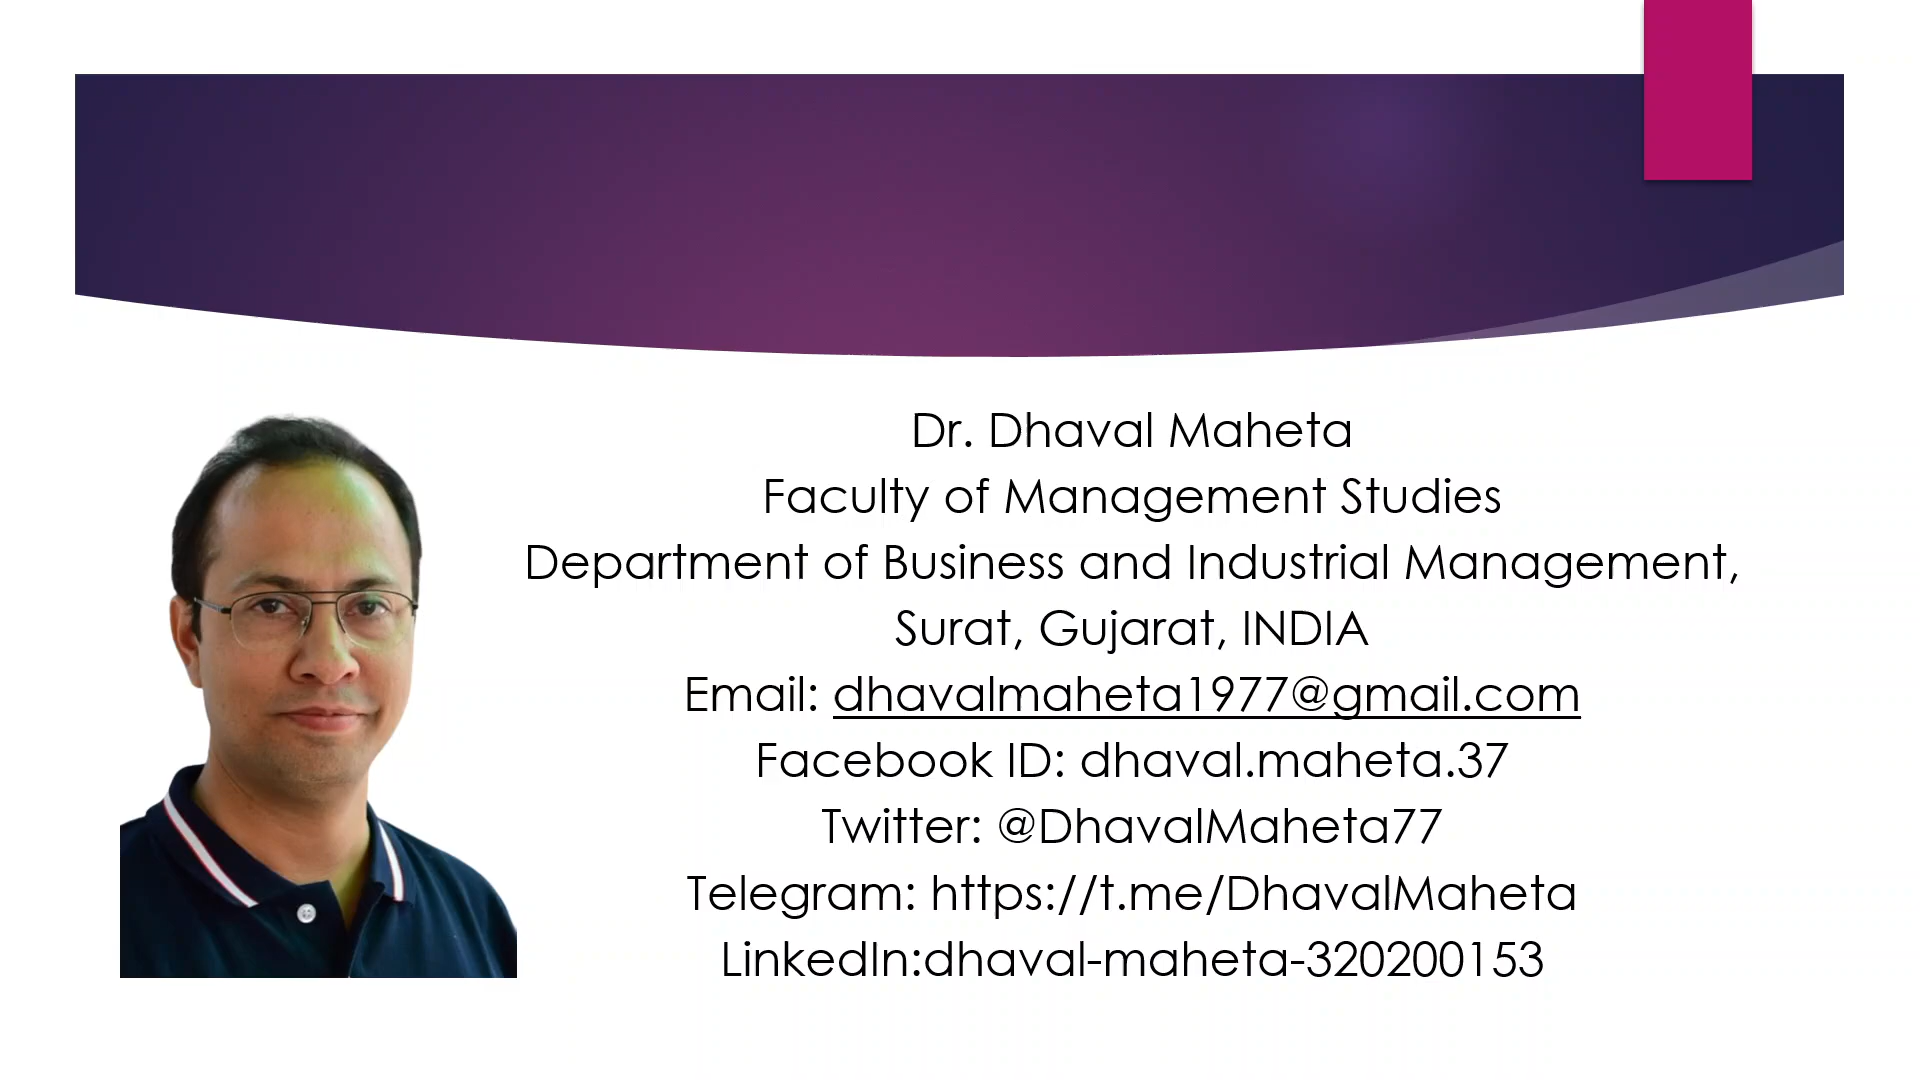 Dr. Dhaval Maheta
Faculty of Management Studies
Department of Business and Industrial Management,
Surat, Gujarat, INDIA
Email: dhavalmaheta1977@gmail.com
Facebook ID: dhaval.maheta.37
Twitter: @DhavalMaheta77
Telegram: https://t.me/DhavalMaheta
LinkedIn:dhaval-maheta-320200153